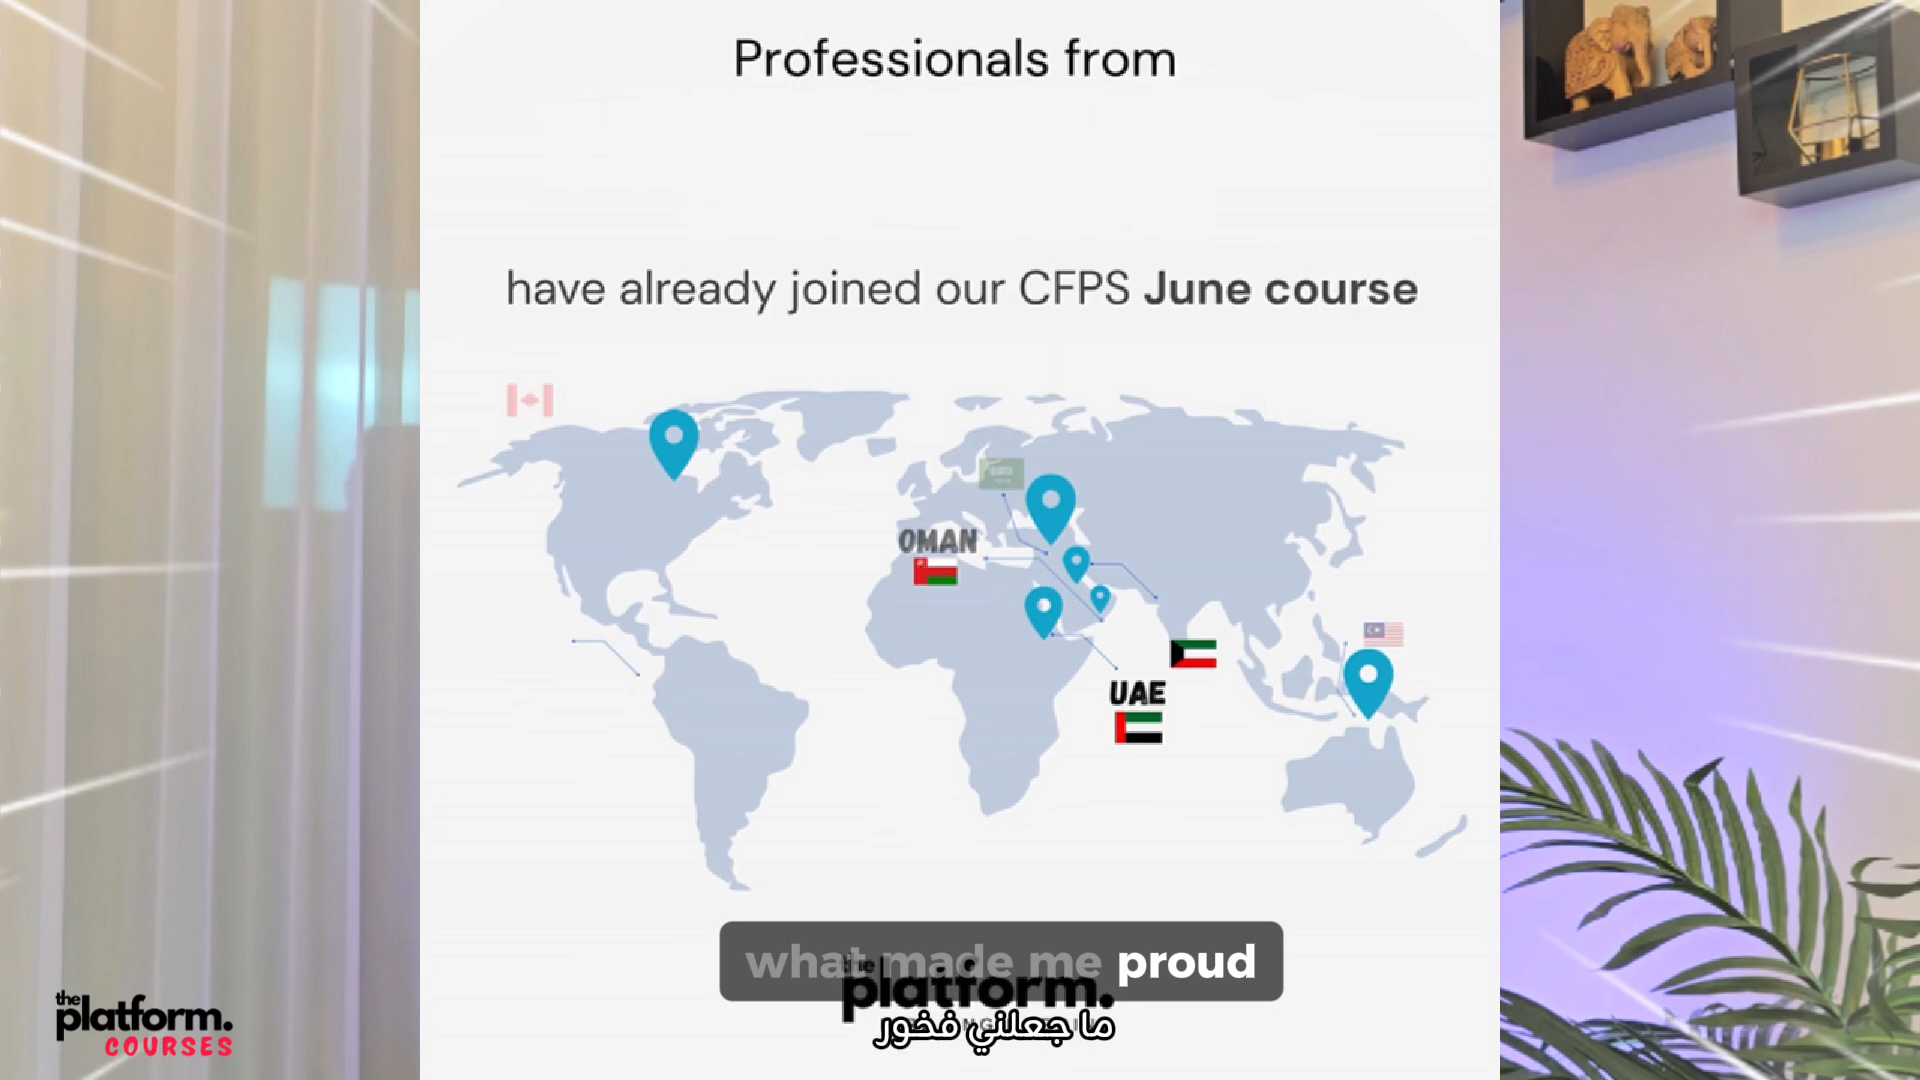 Professionals from
have already joined our CFPS June course
OMAN
UAE
what made me proud
the
platform.
ما جعلني فخور
the
platform.
COURSES